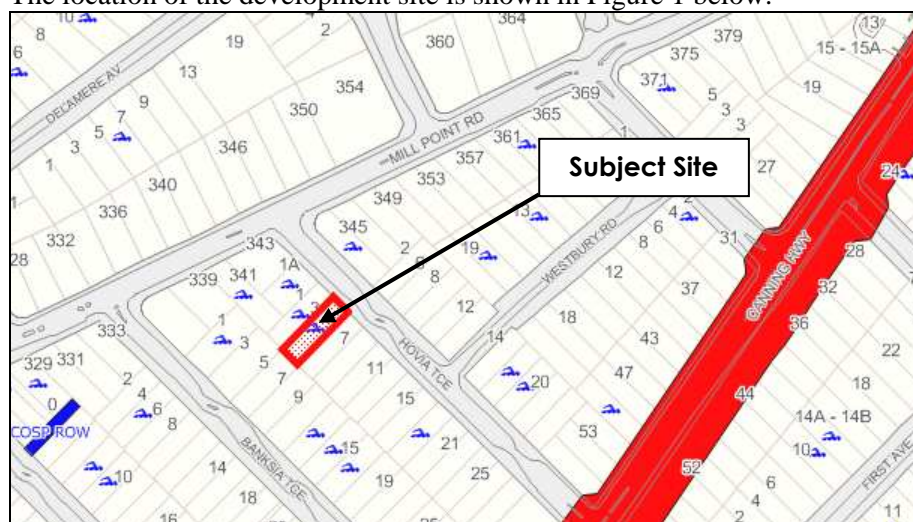 The location of the development site is shown in Figure 1 below:
10 364 2 360 375 379 13 15 - 15A
8 6 19 354 371 19
DELAMERE AV 13 369 5 3 3
9 7 5 350 MILL POINT RD 365 361 1
3 1 346 357 Subject Site 27 24
340 353 349 13 2
336 345 WESTBURY RD 4 6 8 31
332 28 343 2 19 8 12 CANNING HWY 28
339 341 1A 37 32
1 1 3 12 18 36
333 3 7 14 43 22
329 331 5 7 11 HOVIA TCE 20 47 44 18
0 2 4 6 8 9 15 53 14A - 14B
COSP ROW BANKSIA TCE 15 21 10
10 14 19 25 52 6 FIRST AVE
18 4 2 11
16